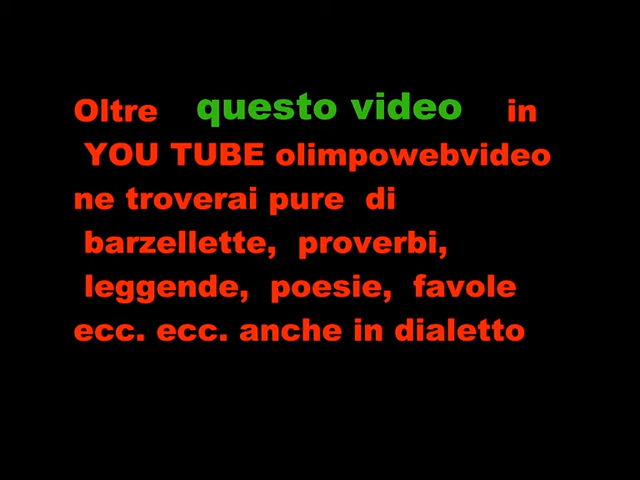 Oltre questo video in
YOU TUBE olimpowebvideo
ne troverai pure di
barzellette, proverbi,
leggende, poesie, favole
ecc. ecc. anche in dialetto